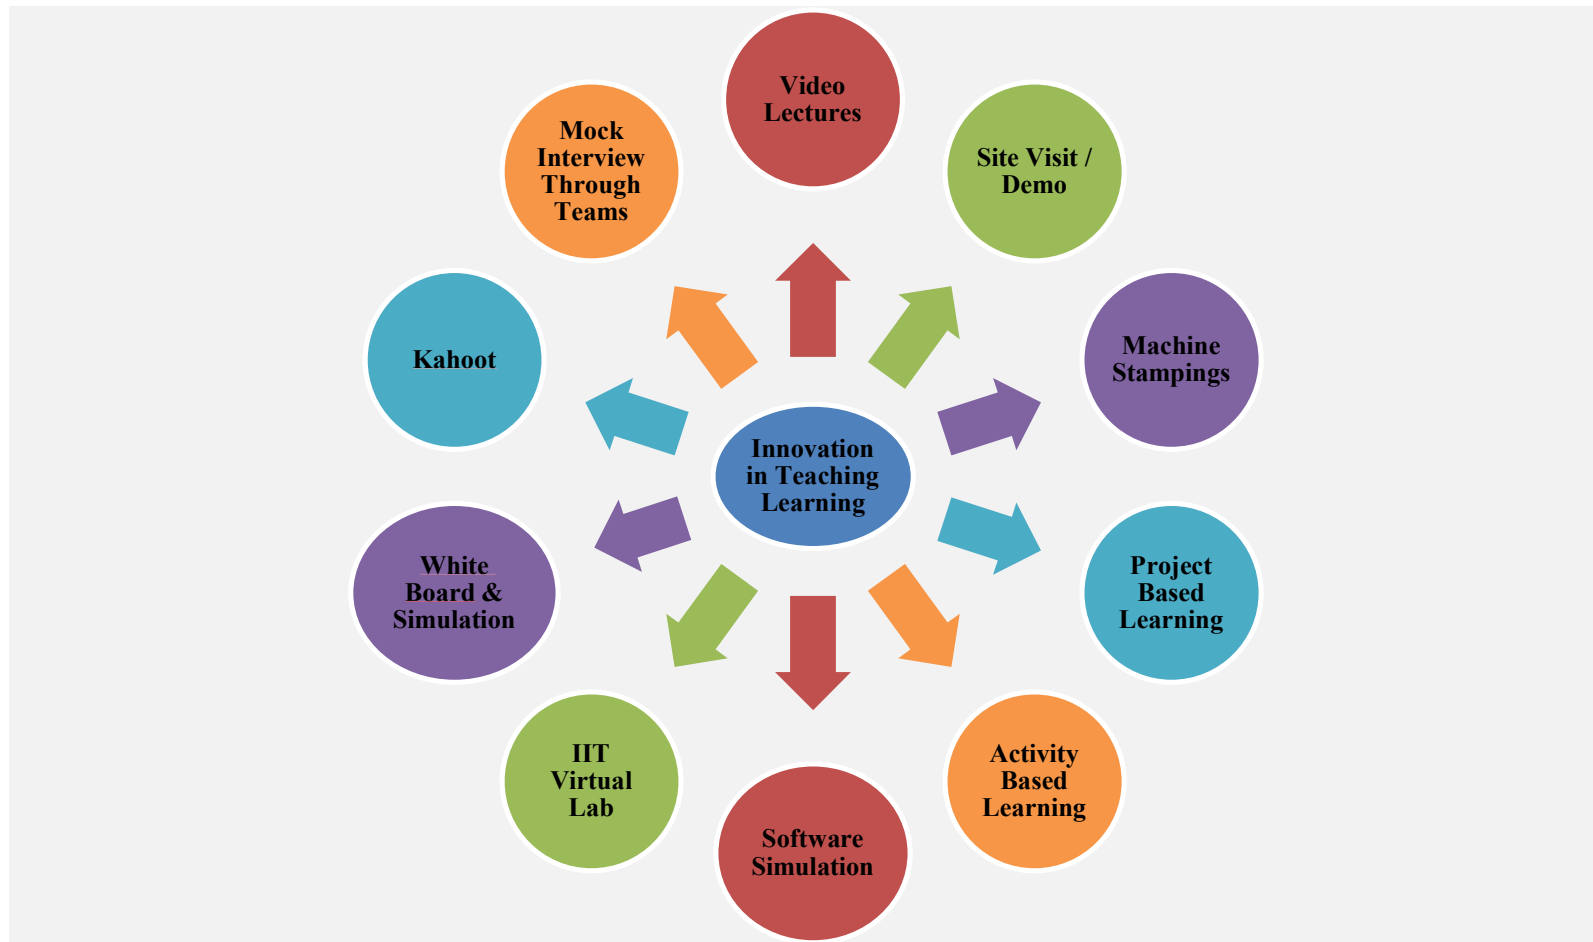 Video
Lectures
Site Visit /
Demo
Machine
Stampings
Project
Based
Learning
Activity
Based
Learning
Software
Simulation
IIT
Virtual
Lab
White
Board &
Simulation
Kahoot
Mock
Interview
Through
Teams
Innovation
in Teaching
Learning